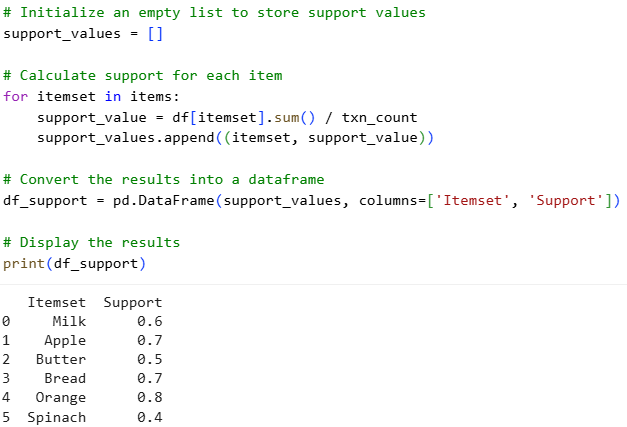 # Initialize an empty list to store support values
support_values = []
# Calculate support for each item
for itemset in items:
    support_value = df[itemset].sum() / txn_count
    support_values.append((itemset, support_value))
# Convert the results into a dataframe
df_support = pd.DataFrame(support_values, columns=['Itemset', 'Support'])
# Display the results
print(df_support)
   Itemset  Support
0     Milk      0.6
1    Apple      0.7
2   Butter      0.5
3    Bread      0.7
4   Orange      0.8
5  Spinach      0.4